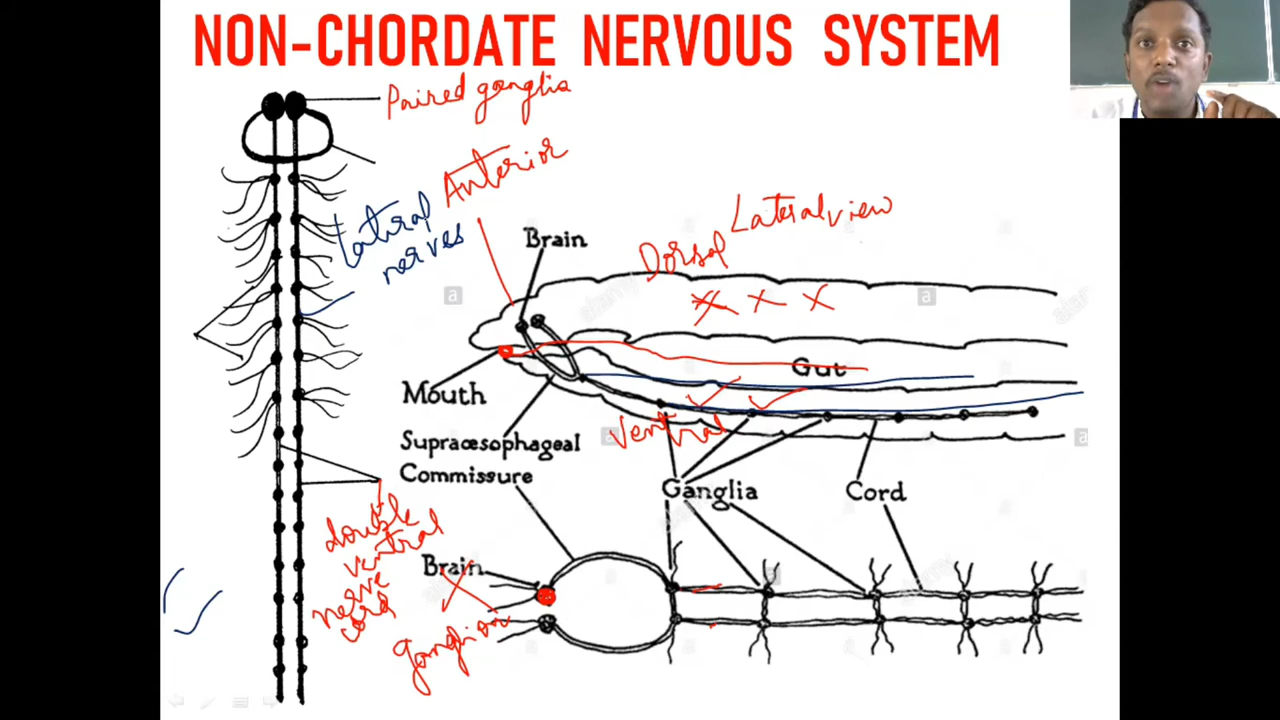 NON-CHORDATE NERVOUS SYSTEM
Paired ganglia
Anterior
Lateral view
Lateral
nerves
Brain
Dorsal
alamy
a
a
Gut
Mouth
Ventral
a
a
Supraœsophageal
Commissure
Ganglia
Cord
double
ventral
nerve
cord
Brain
a
Ganglion